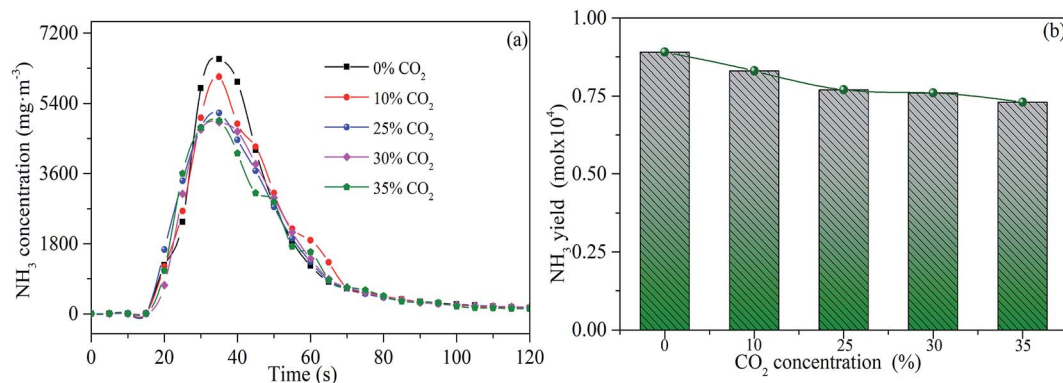 (a)
NH₃ concentration (mg·m⁻³)
7200
5400
3600
1800
0
0% CO₂
10% CO₂
25% CO₂
30% CO₂
35% CO₂
0 20 40 60 80 100 120
Time (s)
(b)
NH₃ yield (molx10⁴)
1.00
0.75
0.50
0.25
0.00
0 10 25 30 35
CO₂ concentration (%)